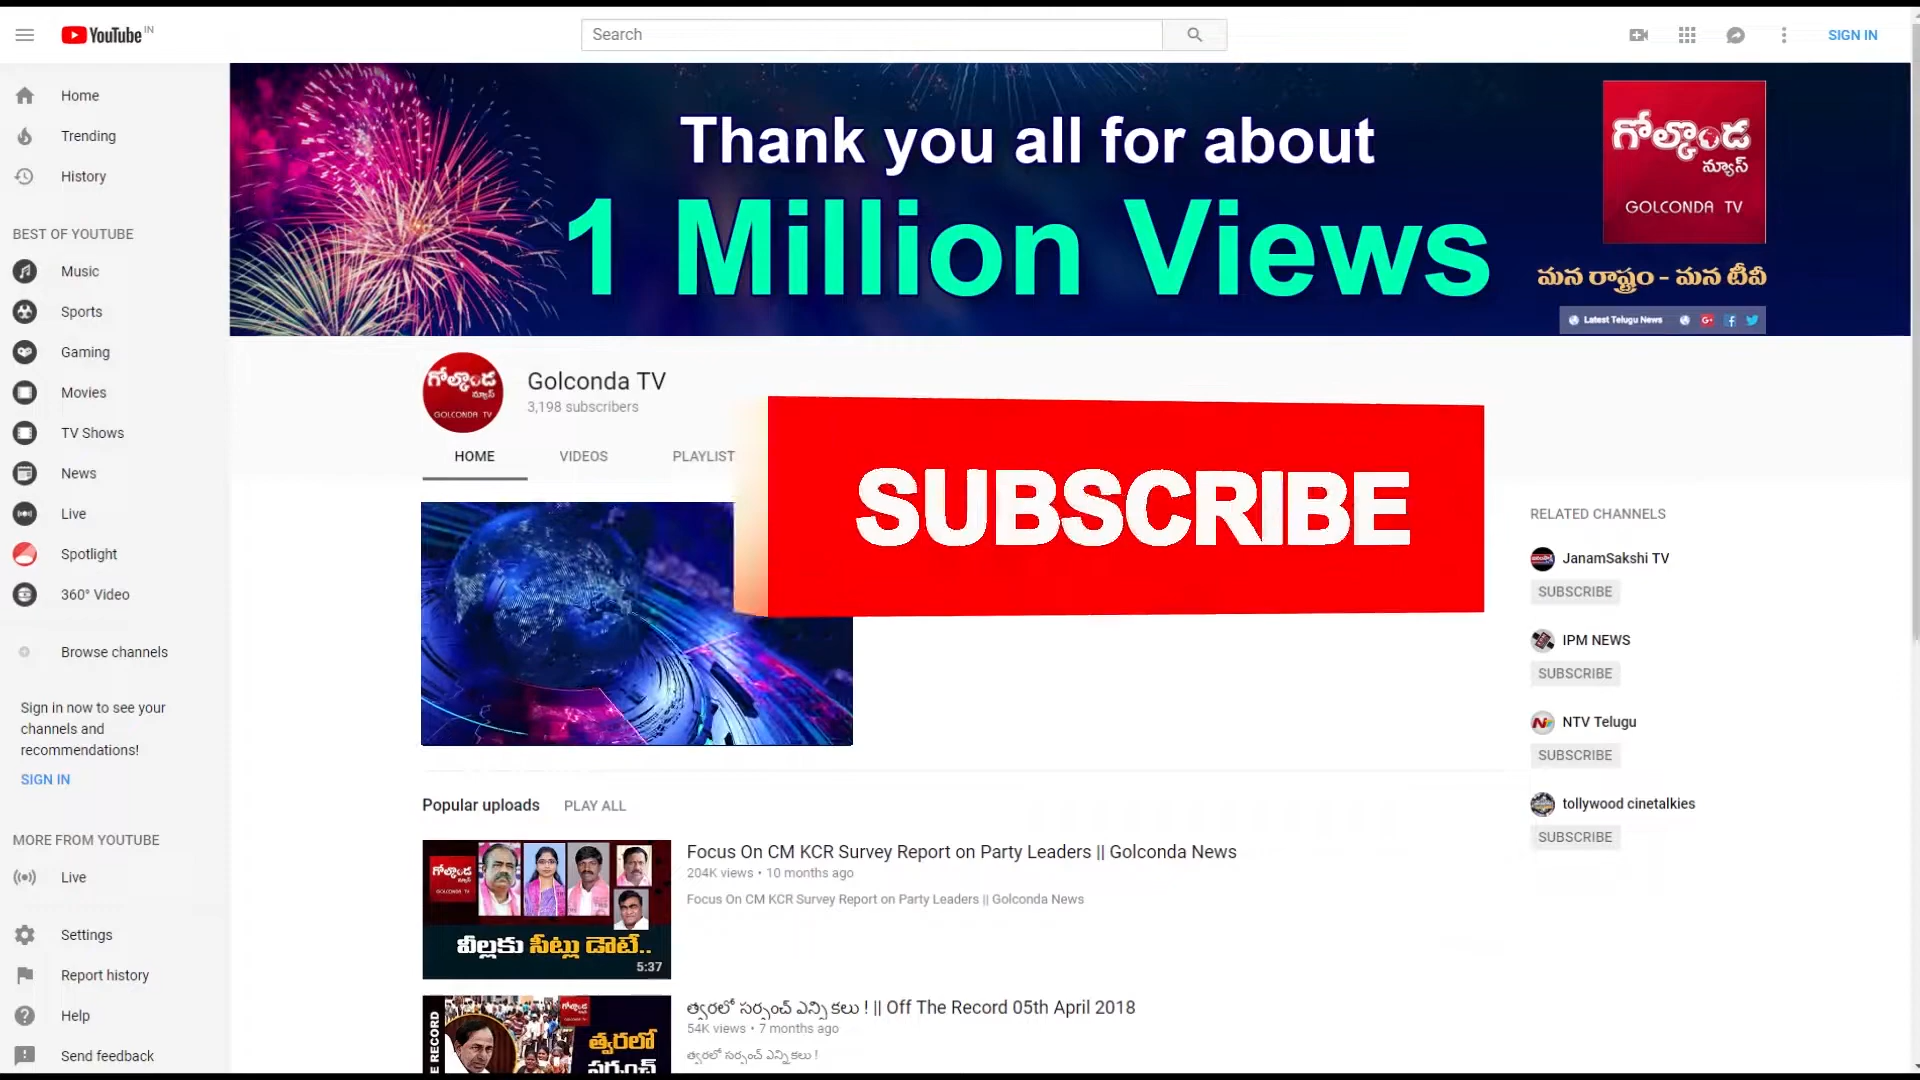 YouTube IN
Search
SIGN IN
Home
Trending
History
BEST OF YOUTUBE
Music
Sports
Gaming
Movies
TV Shows
News
Live
Spotlight
360° Video
Browse channels
Sign in now to see your
channels and
recommendations!
SIGN IN
MORE FROM YOUTUBE
Live
Settings
Report history
Help
Send feedback
Thank you all for about
1 Million Views
గోల్కొండ
న్యూస్
GOLCONDA TV
మన రాష్ట్రం - మన టీవీ
Latest Telugu News
గోల్కొండ
న్యూస్
GOLCONDA TV
Golconda TV
3,198 subscribers
HOME
VIDEOS
PLAYLIST
SUBSCRIBE
Popular uploads
PLAY ALL
గోల్కొండ
GOLCONDA TV
వీల్లకు సీట్లు డౌటే..
5:37
Focus On CM KCR Survey Report on Party Leaders || Golconda News
204K views • 10 months ago
Focus On CM KCR Survey Report on Party Leaders || Golconda News
E RECORD
త్వరలో
సర్పంచ్
త్వరలో సర్పంచ్ ఎన్నికలు ! || Off The Record 05th April 2018
54K views • 7 months ago
త్వరలో సర్పంచ్ ఎన్నికలు !
RELATED CHANNELS
JanamSakshi TV
SUBSCRIBE
IPM NEWS
SUBSCRIBE
NTV Telugu
SUBSCRIBE
tollywood cinetalkies
SUBSCRIBE